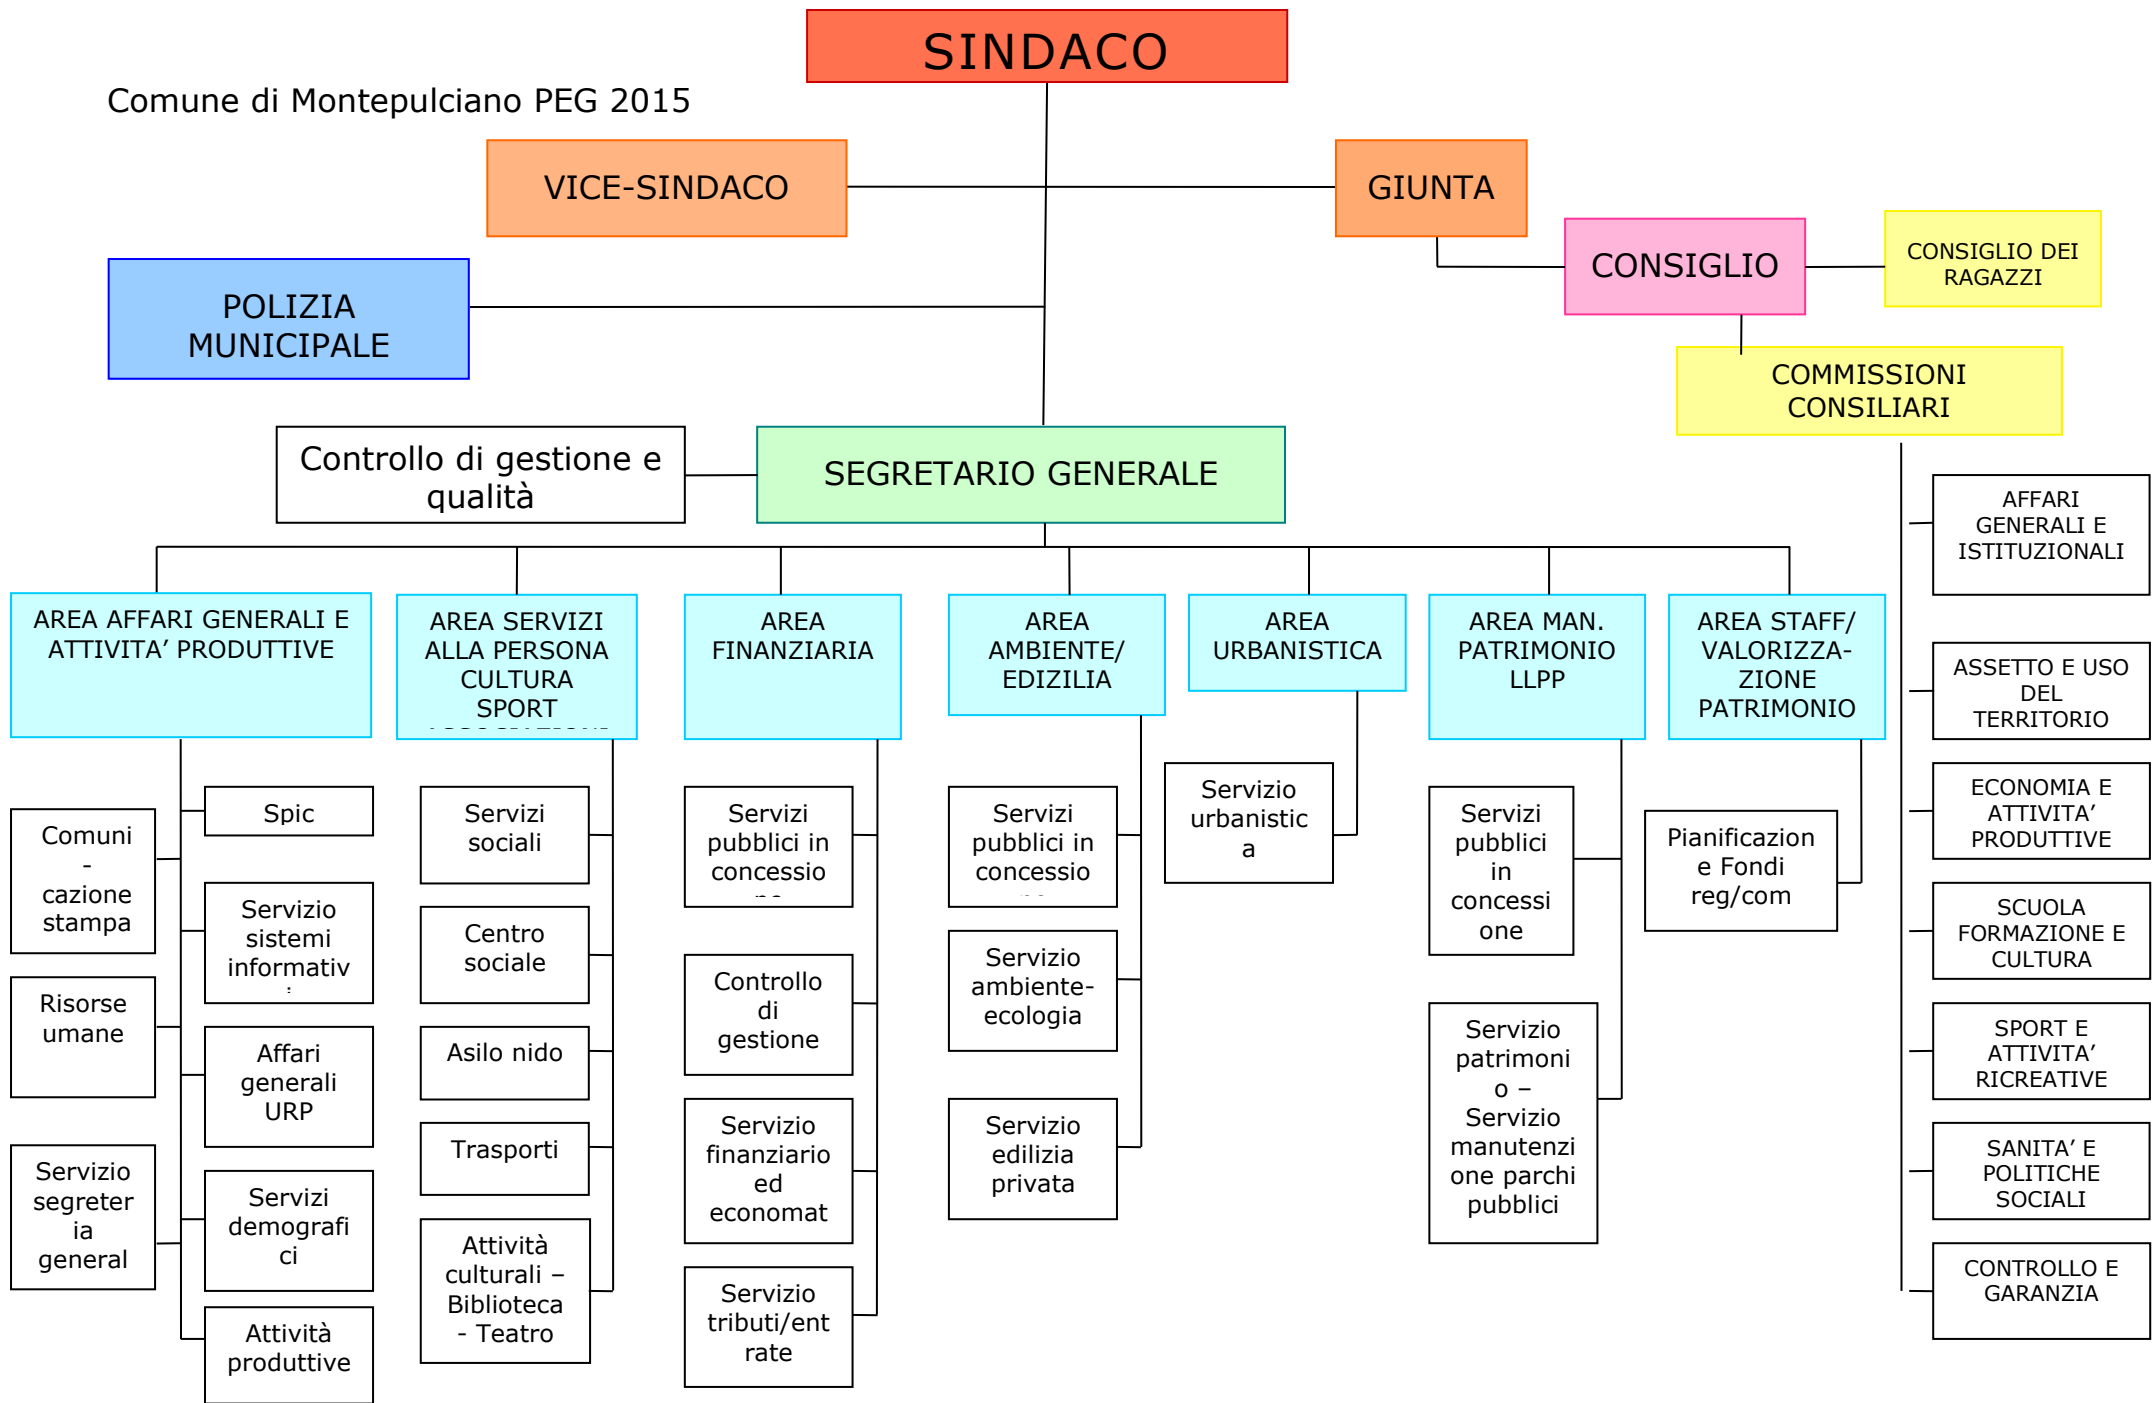 SINDACO
Comune di Montepulciano PEG 2015
VICE-SINDACO
GIUNTA
CONSIGLIO
CONSIGLIO DEI
RAGAZZI
POLIZIA
MUNICIPALE
COMMISSIONI
CONSILIARI
Controllo di gestione e
qualità
SEGRETARIO GENERALE
AREA AFFARI GENERALI E
ATTIVITA’ PRODUTTIVE
AREA SERVIZI
ALLA PERSONA
CULTURA
SPORT
AREA
FINANZIARIA
AREA
AMBIENTE/
EDIZILIA
AREA
URBANISTICA
AREA MAN.
PATRIMONIO
LLPP
AREA STAFF/
VALORIZZA-
ZIONE
PATRIMONIO
Comuni
-
cazione
stampa
Risorse
umane
Servizio
segreter
ia
general
Spic
Servizio
sistemi
informativ
Affari
generali
URP
Servizi
demografi
ci
Attività
produttive
Servizi
sociali
Centro
sociale
Asilo nido
Trasporti
Attività
culturali –
Biblioteca
- Teatro
Servizi
pubblici in
concessio
Controllo
di
gestione
Servizio
finanziario
ed
economat
Servizio
tributi/ent
rate
Servizi
pubblici in
concessio
Servizio
ambiente-
ecologia
Servizio
edilizia
privata
Servizio
urbanistic
a
Servizi
pubblici
in
concessi
one
Servizio
patrimoni
o –
Servizio
manutenzi
one parchi
pubblici
Pianificazion
e Fondi
reg/com
AFFARI
GENERALI E
ISTITUZIONALI
ASSETTO E USO
DEL
TERRITORIO
ECONOMIA E
ATTIVITA’
PRODUTTIVE
SCUOLA
FORMAZIONE E
CULTURA
SPORT E
ATTIVITA’
RICREATIVE
SANITA’ E
POLITICHE
SOCIALI
CONTROLLO E
GARANZIA